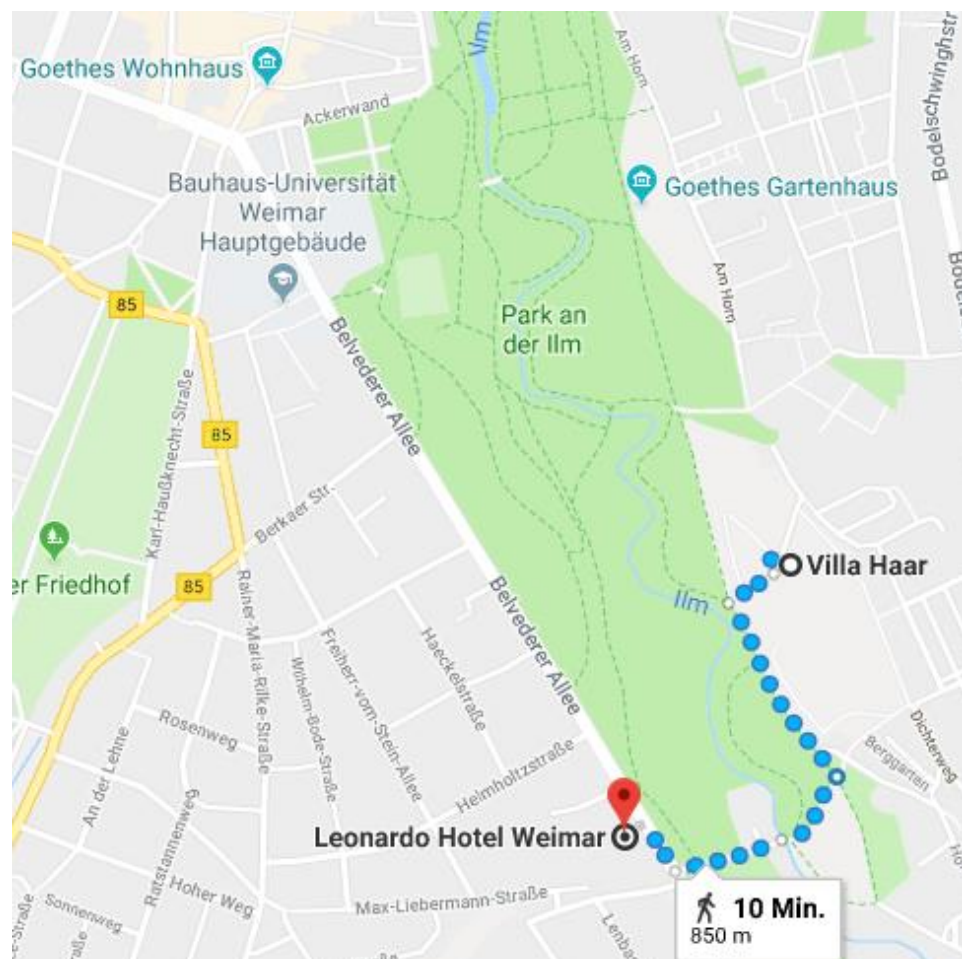 Goethes Wohnhaus
Ackerwand
Ilm
Am Horn
Bodelschwinghstr
Bauhaus-Universität
Weimar
Hauptgebäude
Goethes Gartenhaus
Am Horn
85
Park an
der Ilm
Belvederer Allee
Karl-Haußknecht-Straße
85
Berkaer Str.
er Friedhof
85
Villa Haar
Ilm
Belvederer Allee
Rainer-Maria-Rilke-Straße
Freiherr-vom-Stein-Allee
Wilhelm-Bode-Straße
Haeckelstraße
Rosenweg
An der Lehne
Helmholtzstraße
Dichterweg
Berggarten
Ratstannenweg
Leonardo Hotel Weimar
Hoher Weg
Sonnenweg
Max-Liebermann-Straße
10 Min.
850 m